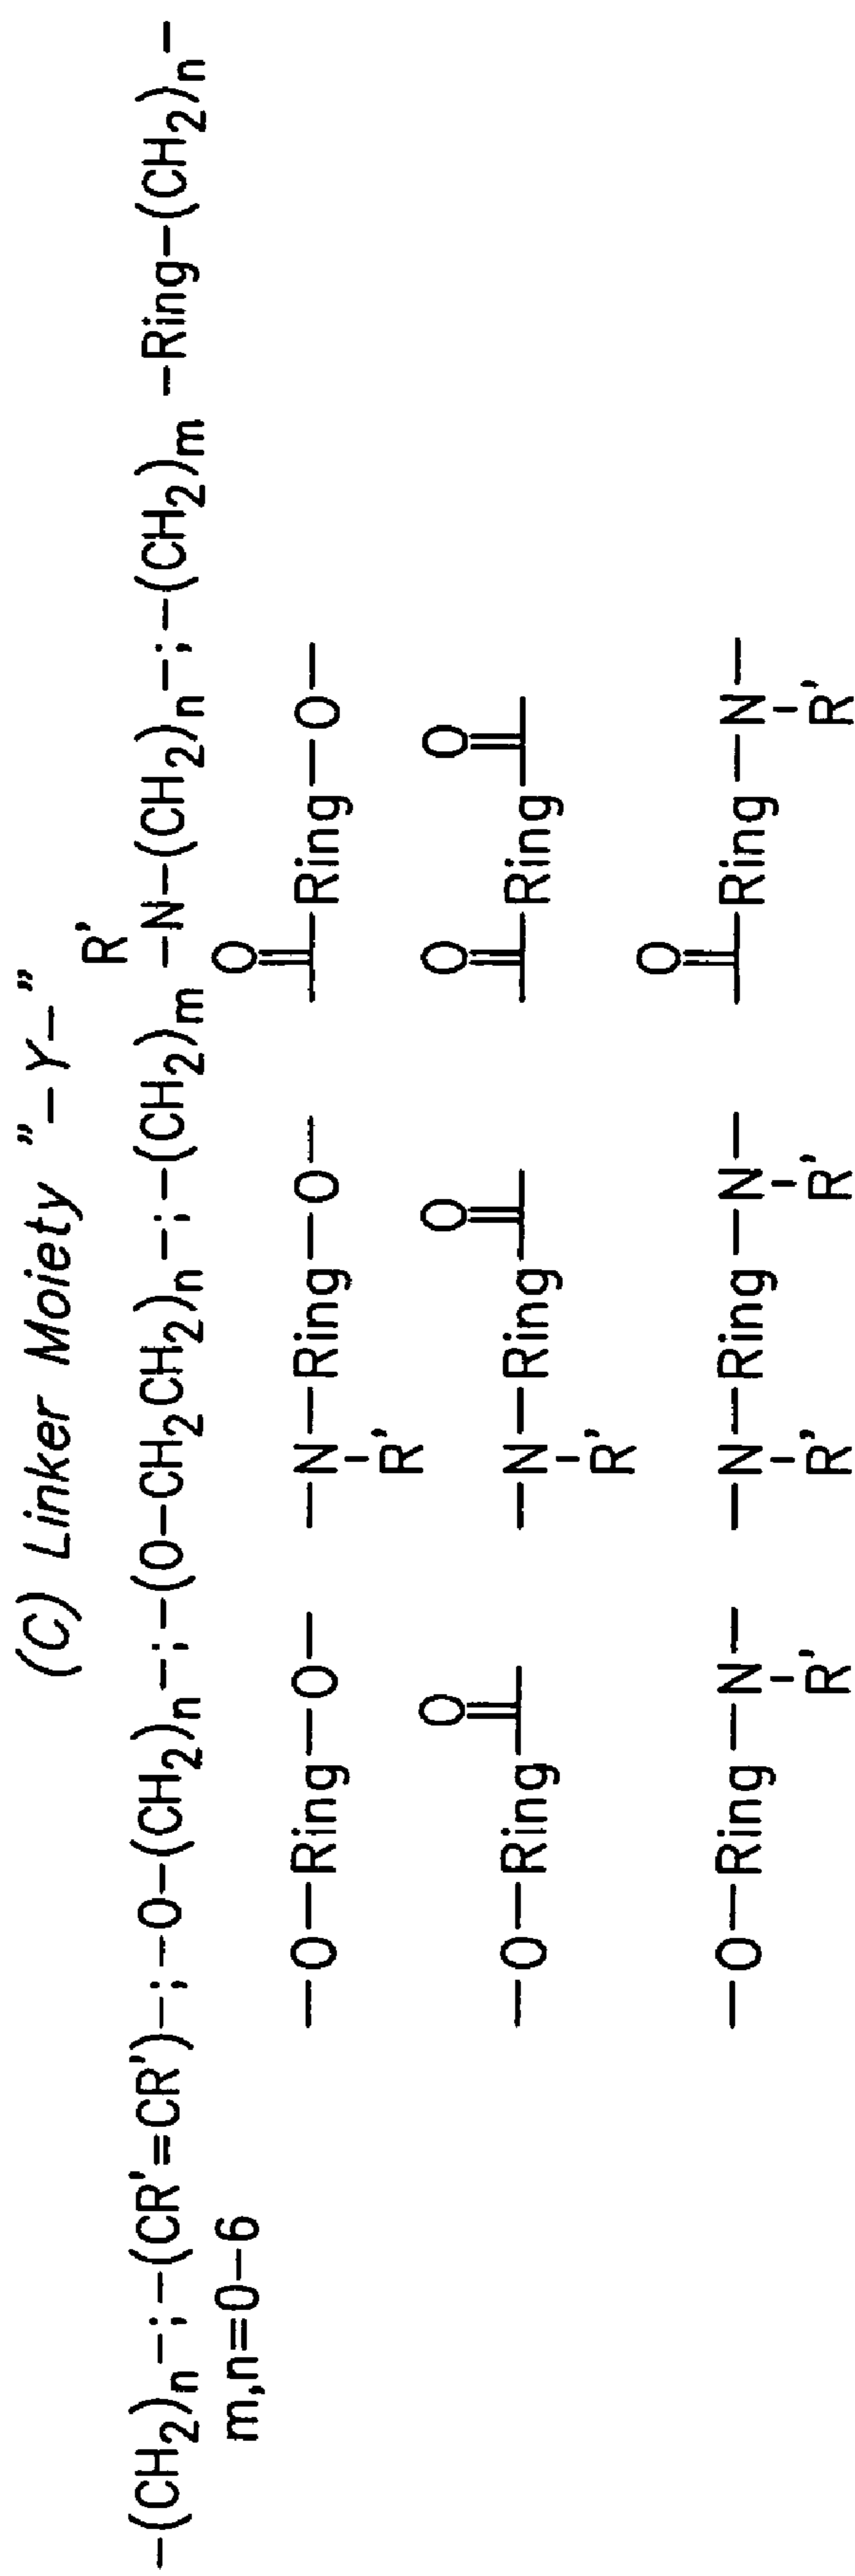 (C) Linker Moiety "–Y–"
R'
–(CH2)n–;–(CR'=CR')–;–O–(CH2)n–;–(O–CH2CH2)n–;–(CH2)m–N–(CH2)n–;–(CH2)m–Ring–(CH2)n–
m,n=0–6
O
–O–Ring–O– –N–Ring–O– –Ring–O–
R'
O O O O
–O–Ring– –N–Ring– –Ring–
R'
O
–O–Ring–N– –N–Ring–N– –Ring–N–
R' R' R' R'